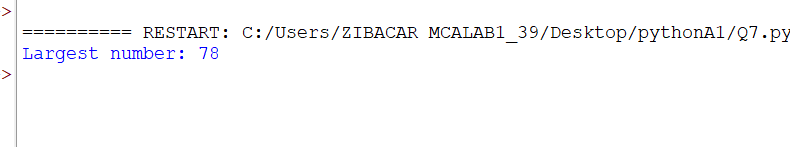 >
========== RESTART: C:/Users/ZIBACAR MCALAB1_39/Desktop/pythonA1/Q7.py
Largest number: 78
>